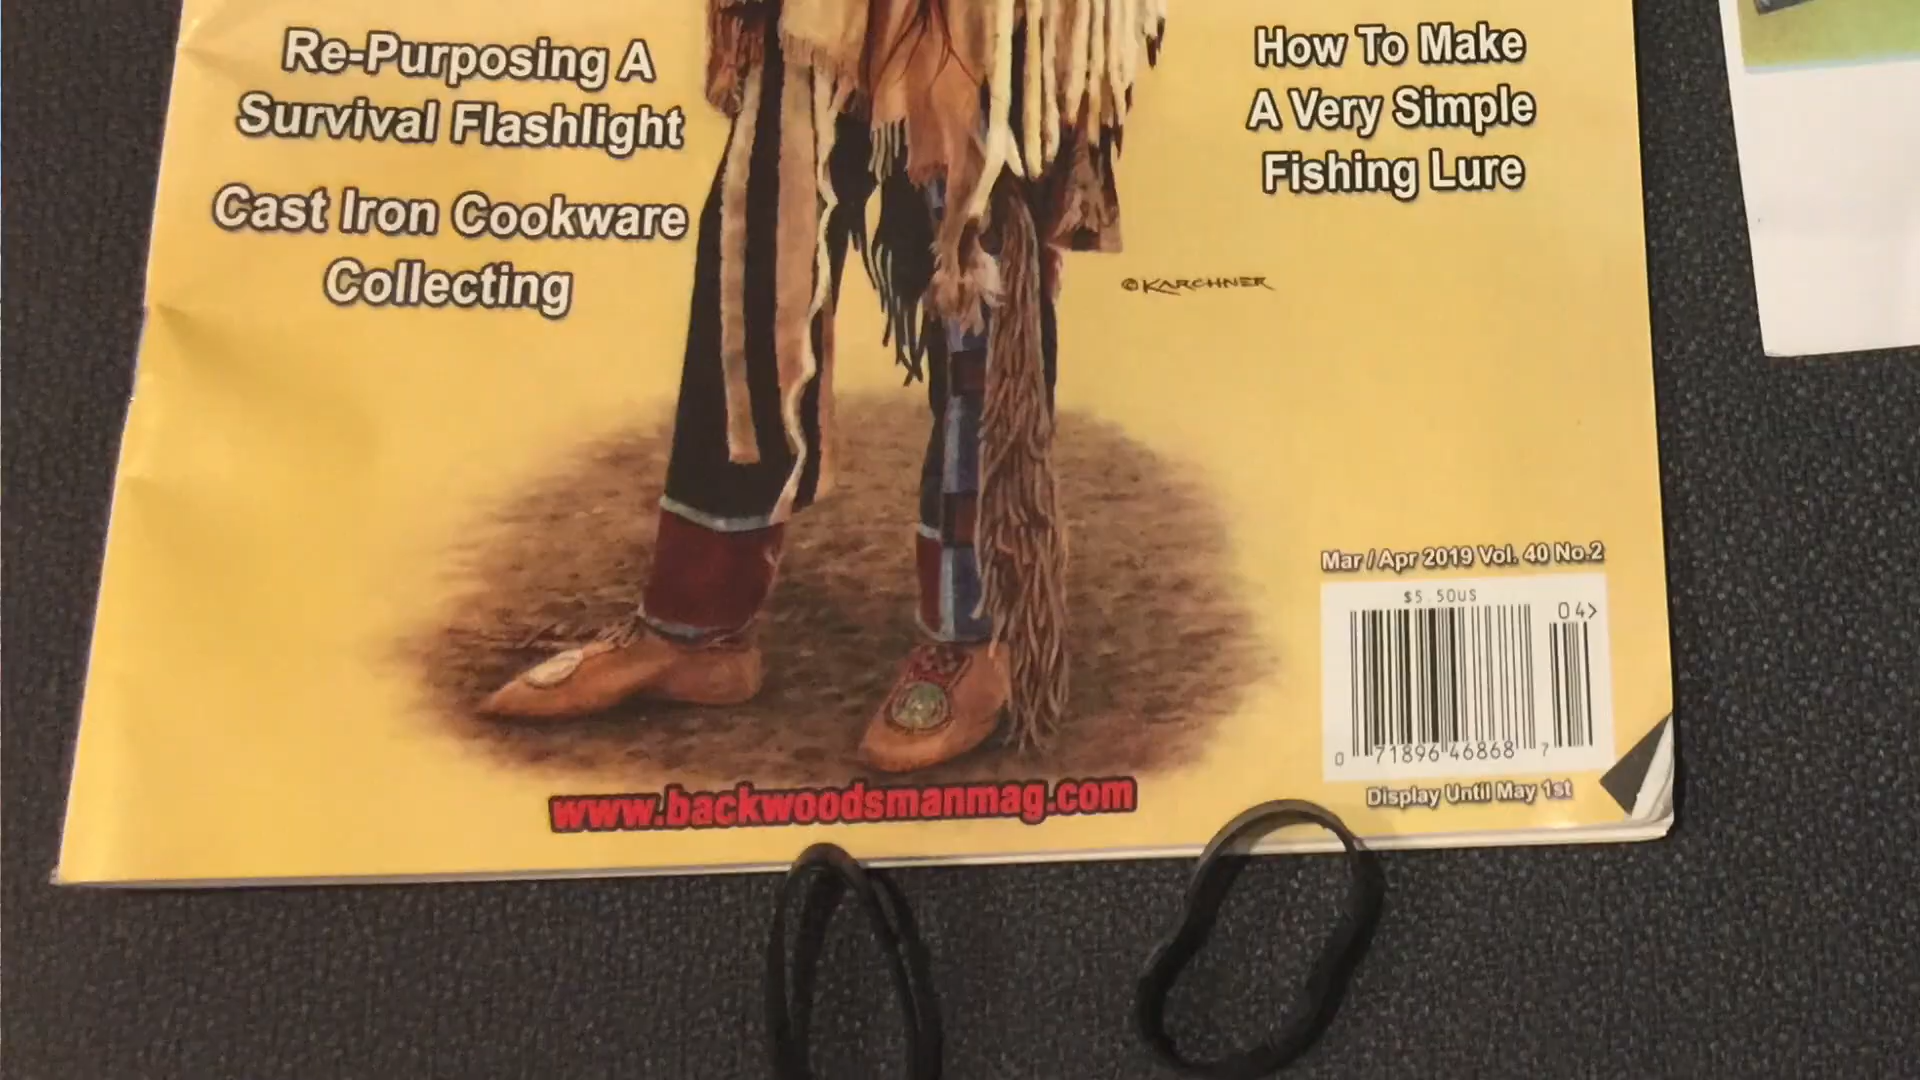 Re-Purposing A
Survival Flashlight
Cast Iron Cookware
Collecting
How To Make
A Very Simple
Fishing Lure
©KARCHNER
Mar / Apr 2019 Vol. 40 No.2
$5.50US
04>
0 71896 46868 7
Display Until May 1st
www.backwoodsmanmag.com